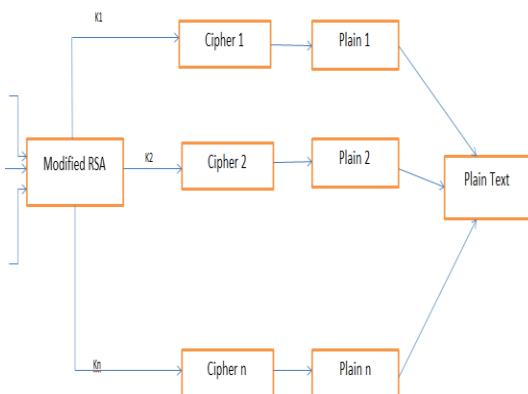 K1
Cipher 1
Plain 1
Modified RSA
K2
Cipher 2
Plain 2
Plain Text
Kn
Cipher n
Plain n